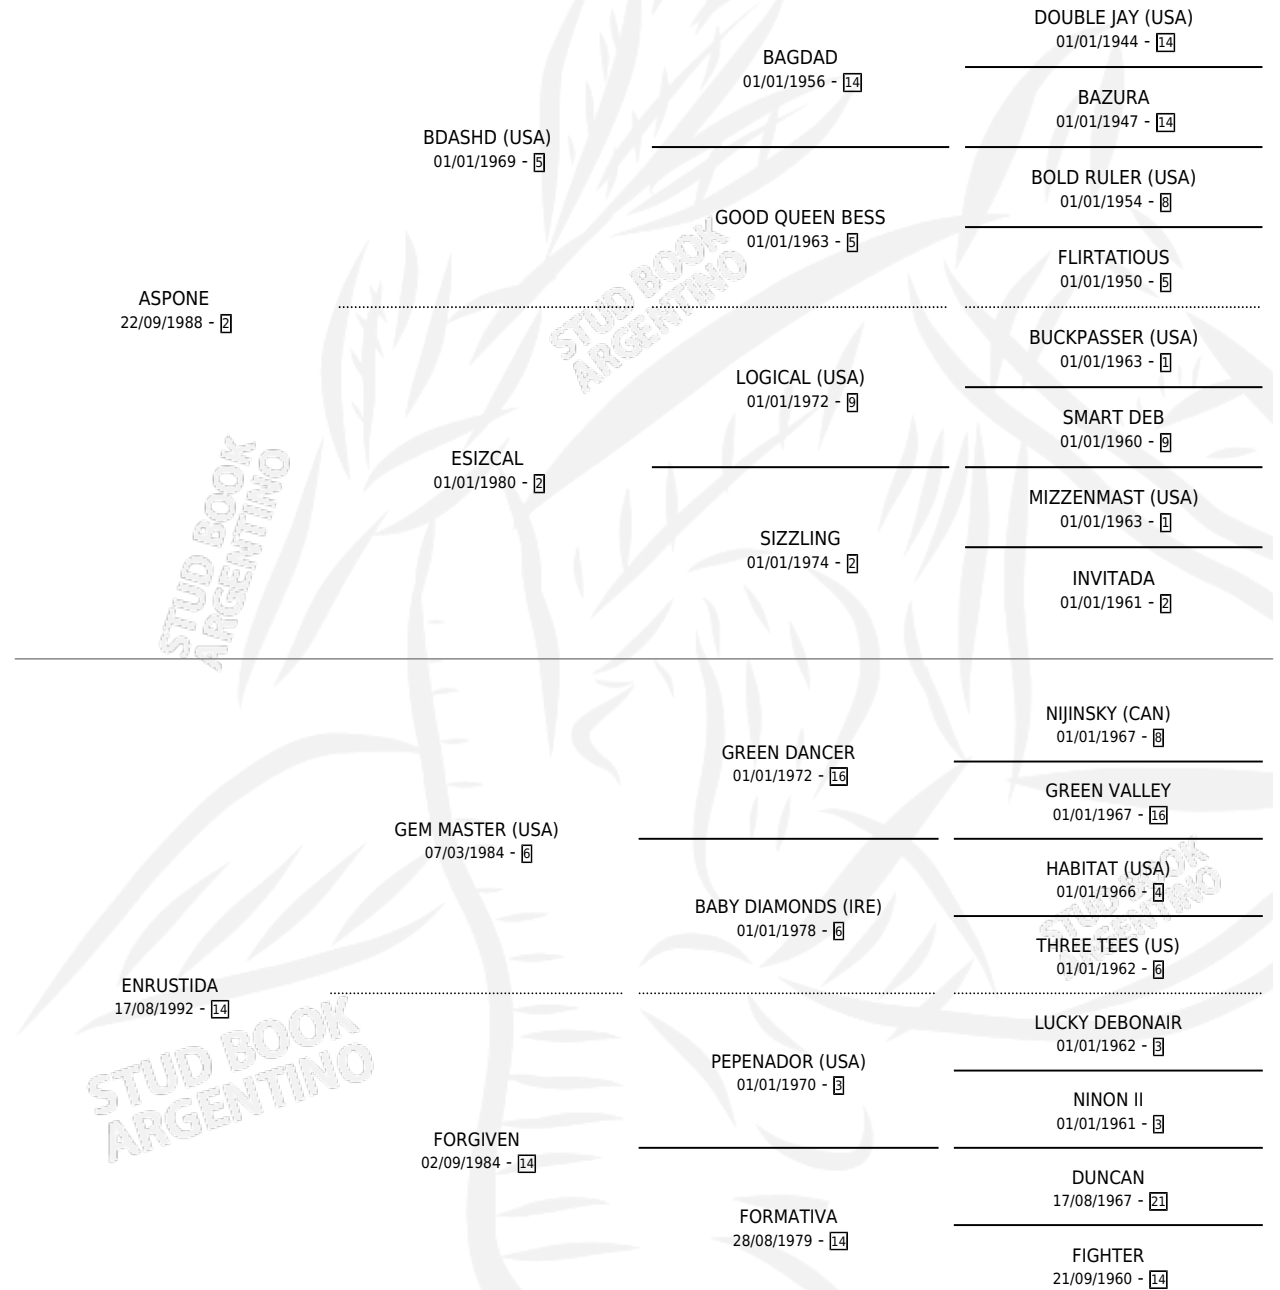 DOUBLE JAY (USA)
01/01/1944 - 14
BAGDAD
01/01/1956 - 14
BAZURA
01/01/1947 - 14
BDASHD (USA)
01/01/1969 - 5
BOLD RULER (USA)
01/01/1954 - 8
GOOD QUEEN BESS
01/01/1963 - 5
FLIRTATIOUS
01/01/1950 - 5
ASPONE
22/09/1988 - 2
BUCKPASSER (USA)
01/01/1963 - 1
LOGICAL (USA)
01/01/1972 - 9
SMART DEB
01/01/1960 - 9
ESIZCAL
01/01/1980 - 2
MIZZENMAST (USA)
01/01/1963 - 1
SIZZLING
01/01/1974 - 2
INVITADA
01/01/1961 - 2
NIJINSKY (CAN)
01/01/1967 - 8
GREEN DANCER
01/01/1972 - 16
GREEN VALLEY
01/01/1967 - 16
GEM MASTER (USA)
07/03/1984 - 6
HABITAT (USA)
01/01/1966 - 4
BABY DIAMONDS (IRE)
01/01/1978 - 6
THREE TEES (US)
01/01/1962 - 6
ENRUSTIDA
17/08/1992 - 14
LUCKY DEBONAIR
01/01/1962 - 3
PEPENADOR (USA)
01/01/1970 - 3
NINON II
01/01/1961 - 3
FORGIVEN
02/09/1984 - 14
DUNCAN
17/08/1967 - 21
FORMATIVA
28/08/1979 - 14
FIGHTER
21/09/1960 - 14
STUD BOOK
ARGENTINO
STUD BOOK
ARGENTINO
STUD BOOK
ARGENTINO
STUD BOOK
ARGENTINO